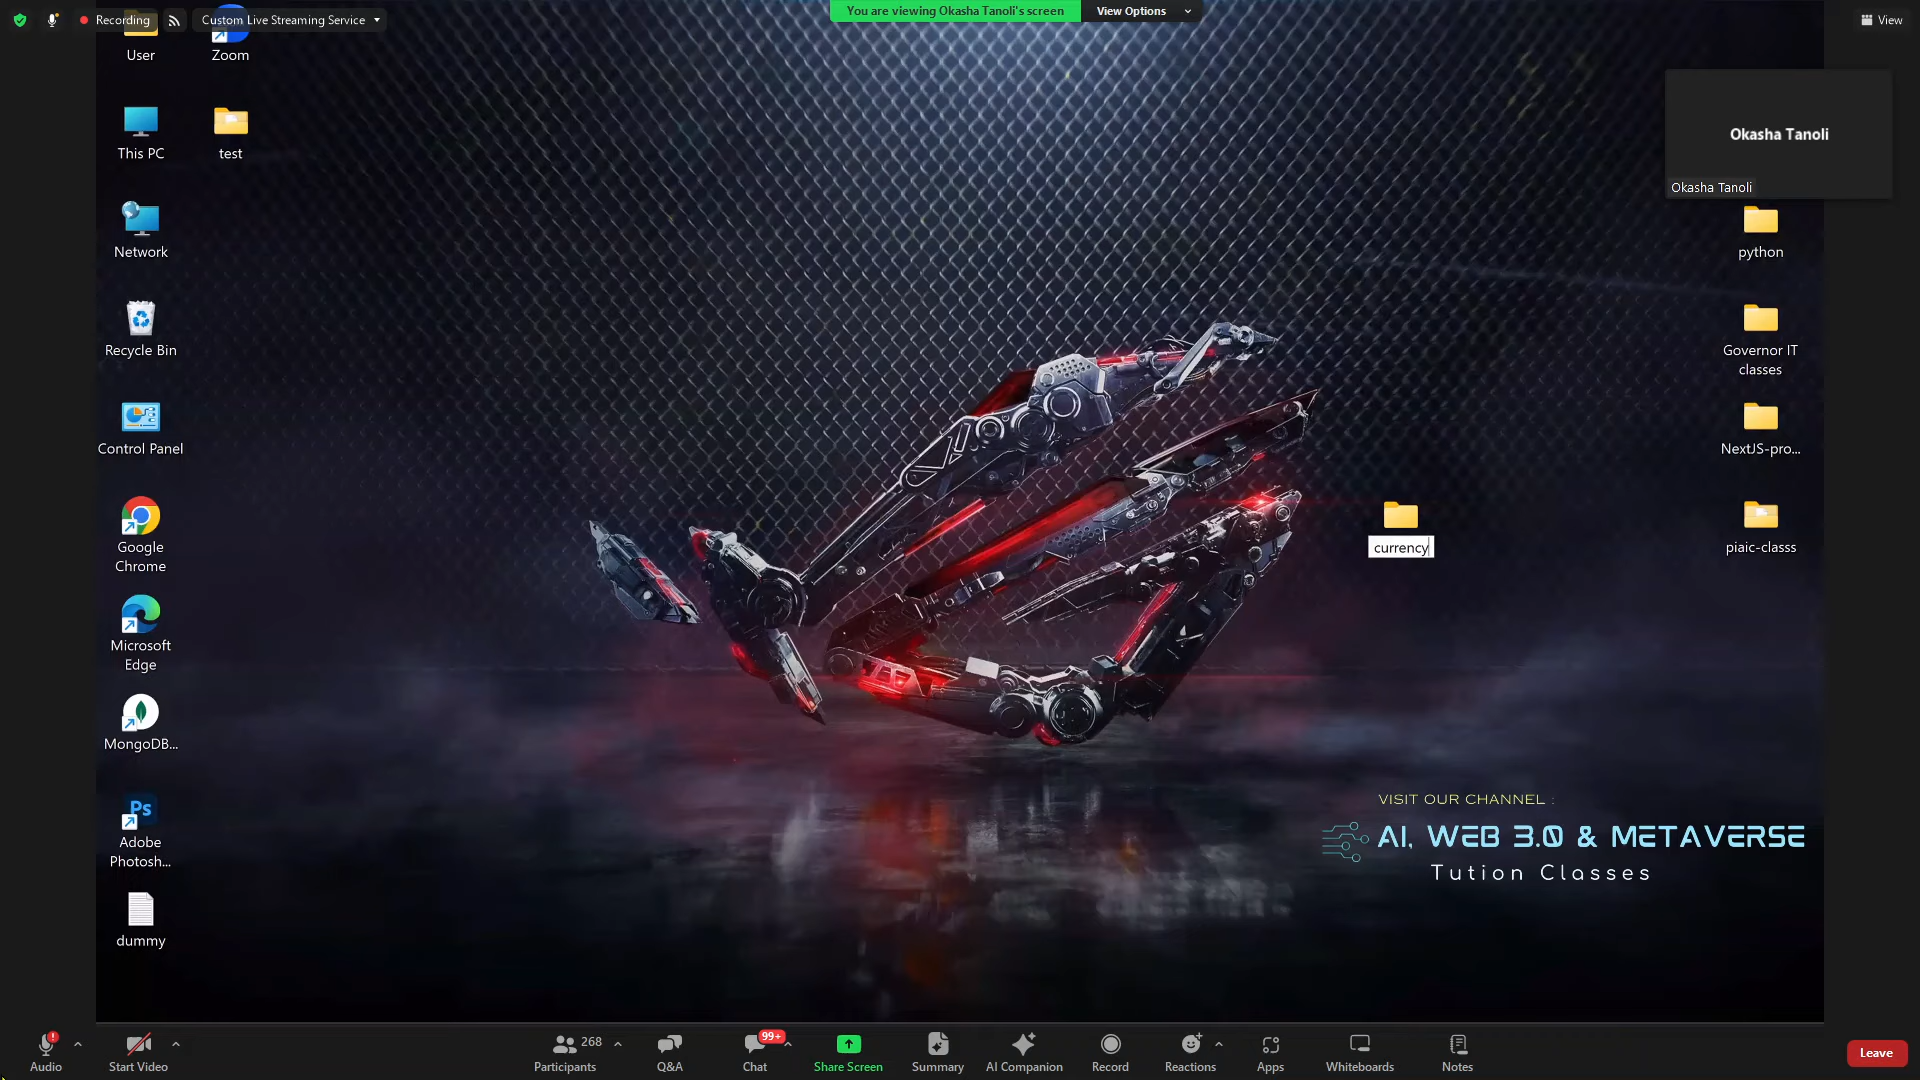 Recording
Custom Live Streaming Service
You are viewing Okasha Tanoli's screen
View Options
View
User
Zoom
This PC
test
Network
Recycle Bin
Control Panel
Google
Chrome
Microsoft
Edge
MongoDB...
Ps
Adobe
Photosh...
dummy
Okasha Tanoli
Okasha Tanoli
python
Governor IT
classes
NextJS-pro...
currency
piaic-classs
VISIT OUR CHANNEL :
AI, WEB 3.0 & METAVERSE
Tution Classes
Audio
Start Video
268
Participants
Q&A
99+
Chat
Share Screen
Summary
AI Companion
Record
Reactions
Apps
Whiteboards
Notes
Leave